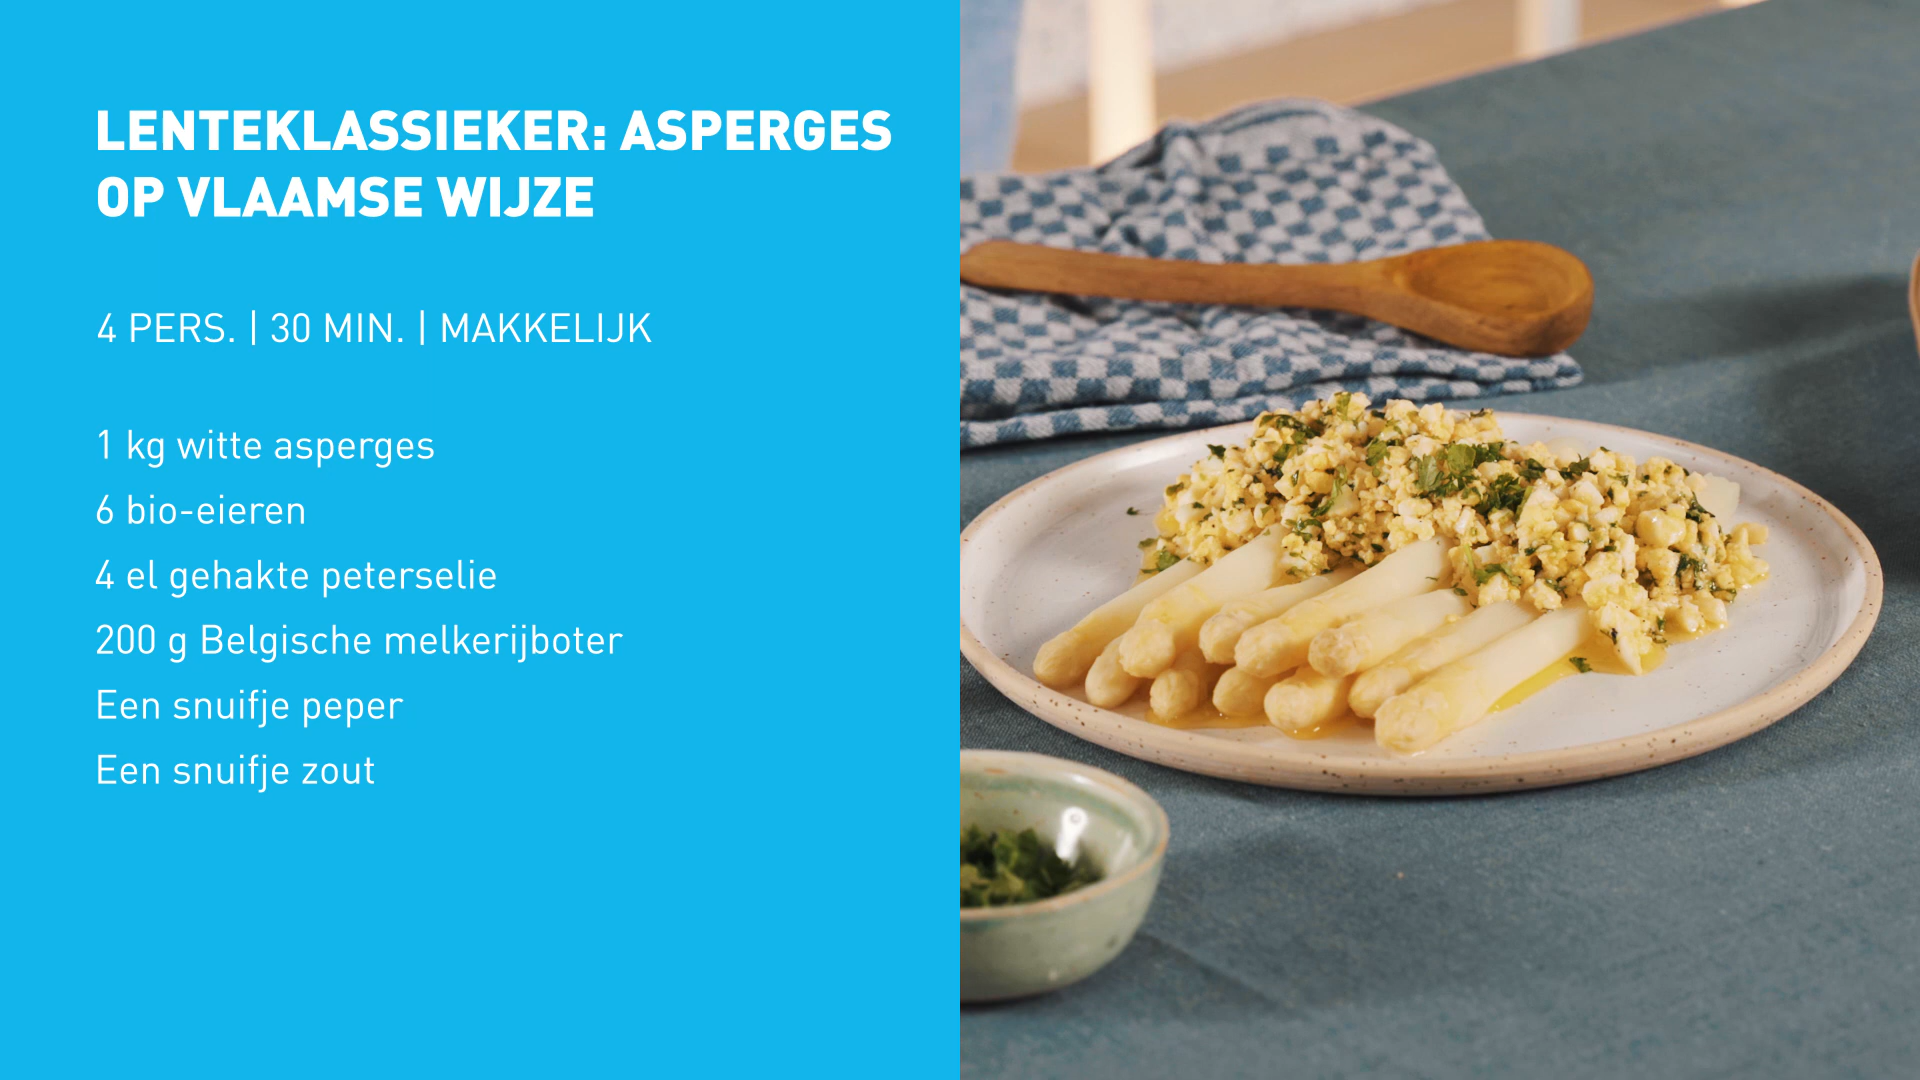 LENTEKLASSIEKER: ASPERGES
OP VLAAMSE WIJZE
4 PERS. | 30 MIN. | MAKKELIJK
1 kg witte asperges
6 bio-eieren
4 el gehakte peterselie
200 g Belgische melkerijboter
Een snuifje peper
Een snuifje zout